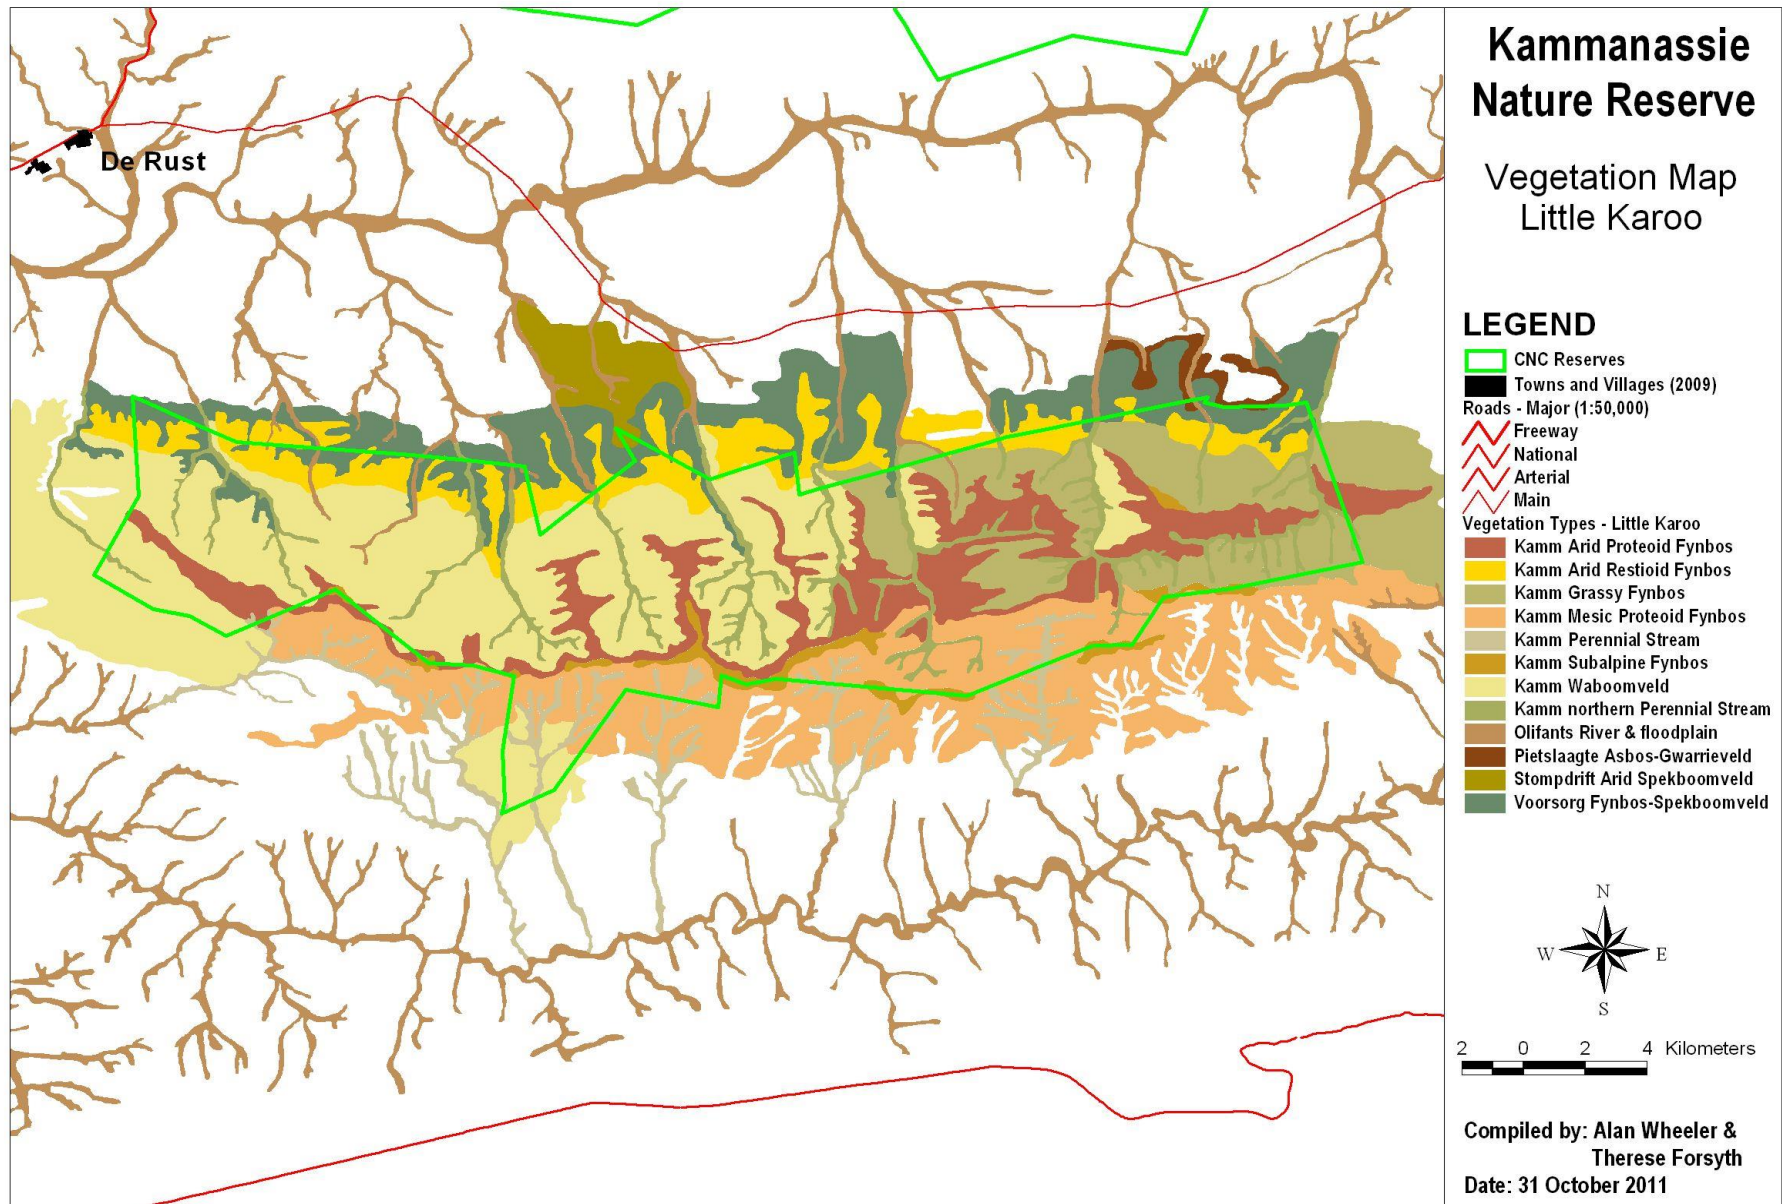 Kammanassie
Nature Reserve
Vegetation Map
Little Karoo
De Rust
LEGEND
CNC Reserves
Towns and Villages (2009)
Roads - Major (1:50,000)
Freeway
National
Arterial
Main
Vegetation Types - Little Karoo
Kamm Arid Proteoid Fynbos
Kamm Arid Restioid Fynbos
Kamm Grassy Fynbos
Kamm Mesic Proteoid Fynbos
Kamm Perennial Stream
Kamm Subalpine Fynbos
Kamm Waboomveld
Kamm northern Perennial Stream
Olifants River & floodplain
Pietslaagte Asbos-Gwarrieveld
Stompdrift Arid Spekboomveld
Voorsorg Fynbos-Spekboomveld
N
W E
S
2 0 2 4 Kilometers
Compiled by: Alan Wheeler &
Therese Forsyth
Date: 31 October 2011